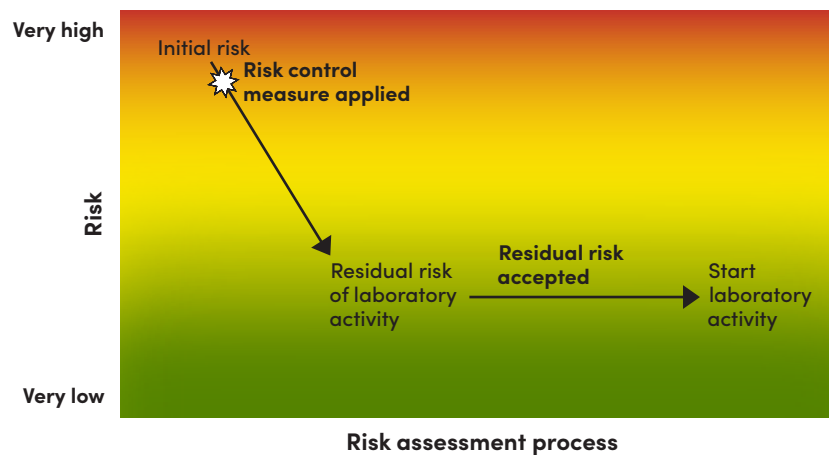 Very high
Initial risk
Risk control
measure applied
Risk
Residual risk
of laboratory
activity
Residual risk
accepted
Start
laboratory
activity
Very low
Risk assessment process